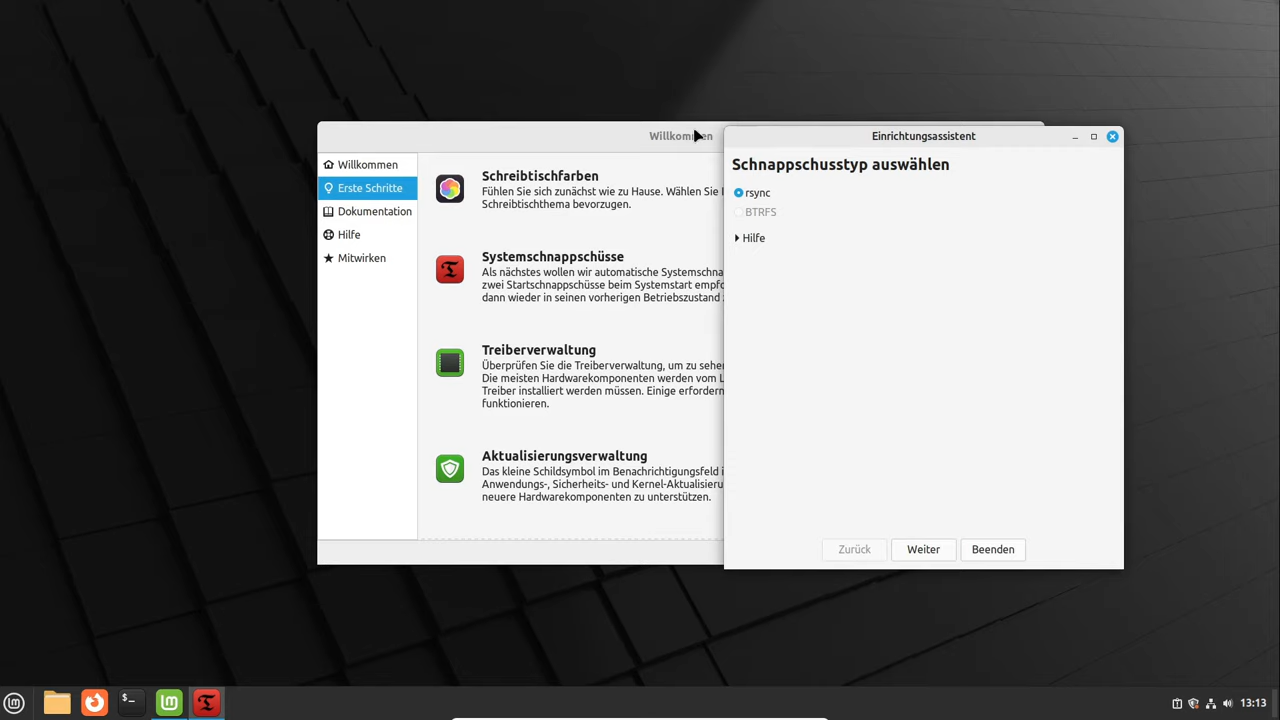 Willkommen
Willkommen
Erste Schritte
Dokumentation
Hilfe
Mitwirken
Schreibtischfarben
Fühlen Sie sich zunächst wie zu Hause. Wählen Sie
Schreibtischthema bevorzugen.
Systemschnappschüsse
Als nächstes wollen wir automatische Systemschna
zwei Startschnappschüsse beim Systemstart empf
dann wieder in seinen vorherigen Betriebszustand
Treiberverwaltung
Überprüfen Sie die Treiberverwaltung, um zu sehe
Die meisten Hardwarekomponenten werden vom
Treiber installiert werden müssen. Einige erforder
funktionieren.
Aktualisierungsverwaltung
Das kleine Schildsymbol im Benachrichtigungsfeld
Anwendungs-, Sicherheits- und Kernel-Aktualisieru
neuere Hardwarekomponenten zu unterstützen.
Einrichtungsassistent
Schnappschusstyp auswählen
rsync
BTRFS
Hilfe
Zurück
Weiter
Beenden
13:13